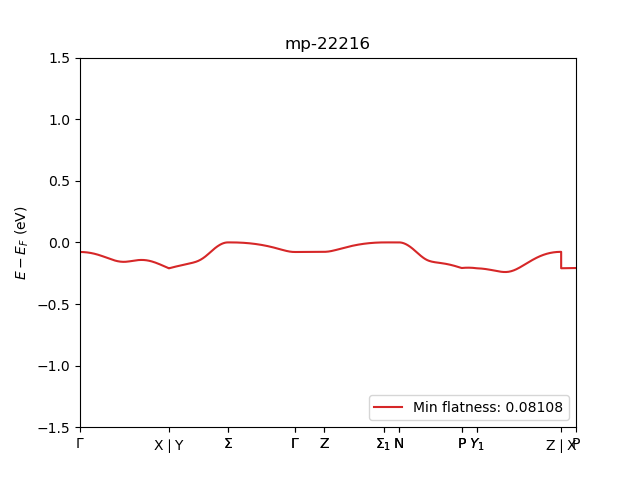 mp-22216
E − E_F (eV)
1.5
1.0
0.5
0.0
−0.5
−1.0
−1.5
Min flatness: 0.08108
Γ X | Y Σ Γ Z Σ₁ N P Y₁ Z | X P